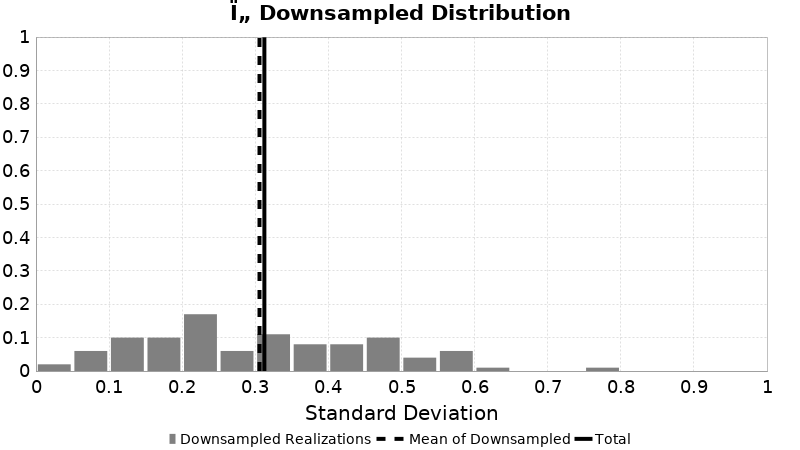 Ï„ Downsampled Distribution
1
0.9
0.8
0.7
0.6
0.5
0.4
0.3
0.2
0.1
0
0 0.1 0.2 0.3 0.4 0.5 0.6 0.7 0.8 0.9 1
Standard Deviation
Downsampled Realizations Mean of Downsampled Total